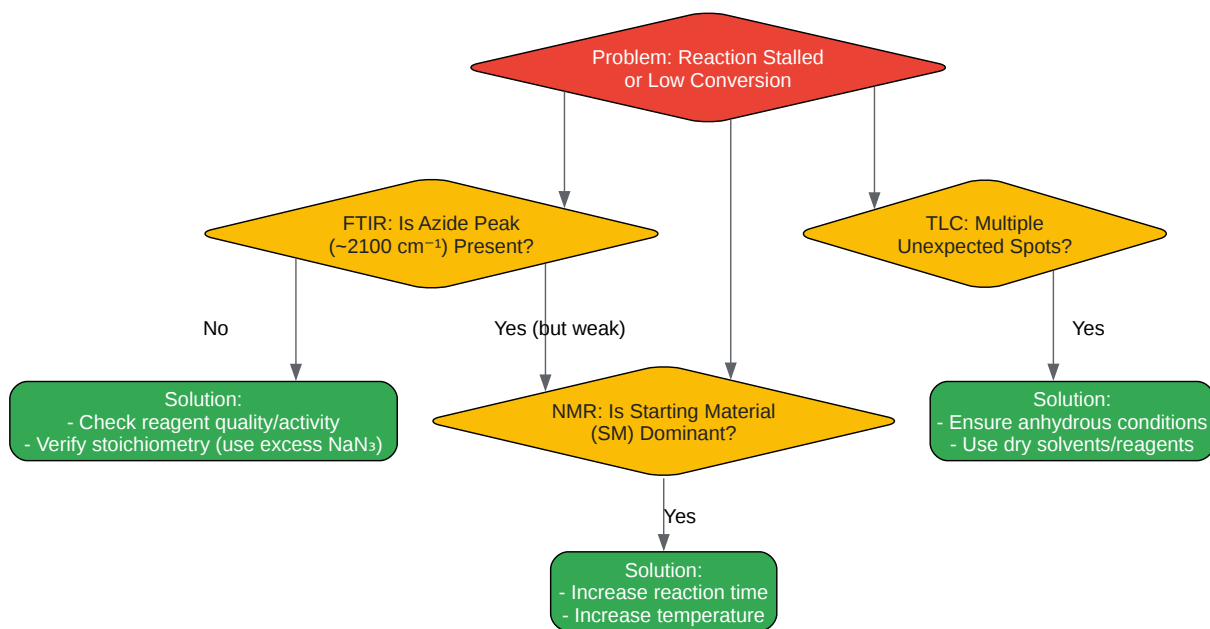 Problem: Reaction Stalled
or Low Conversion
FTIR: Is Azide Peak
(~2100 cm⁻¹) Present?
TLC: Multiple
Unexpected Spots?
No
Yes (but weak)
Yes
Solution:
- Check reagent quality/activity
- Verify stoichiometry (use excess NaN₃)
NMR: Is Starting Material
(SM) Dominant?
Solution:
- Ensure anhydrous conditions
- Use dry solvents/reagents
Yes
Solution:
- Increase reaction time
- Increase temperature